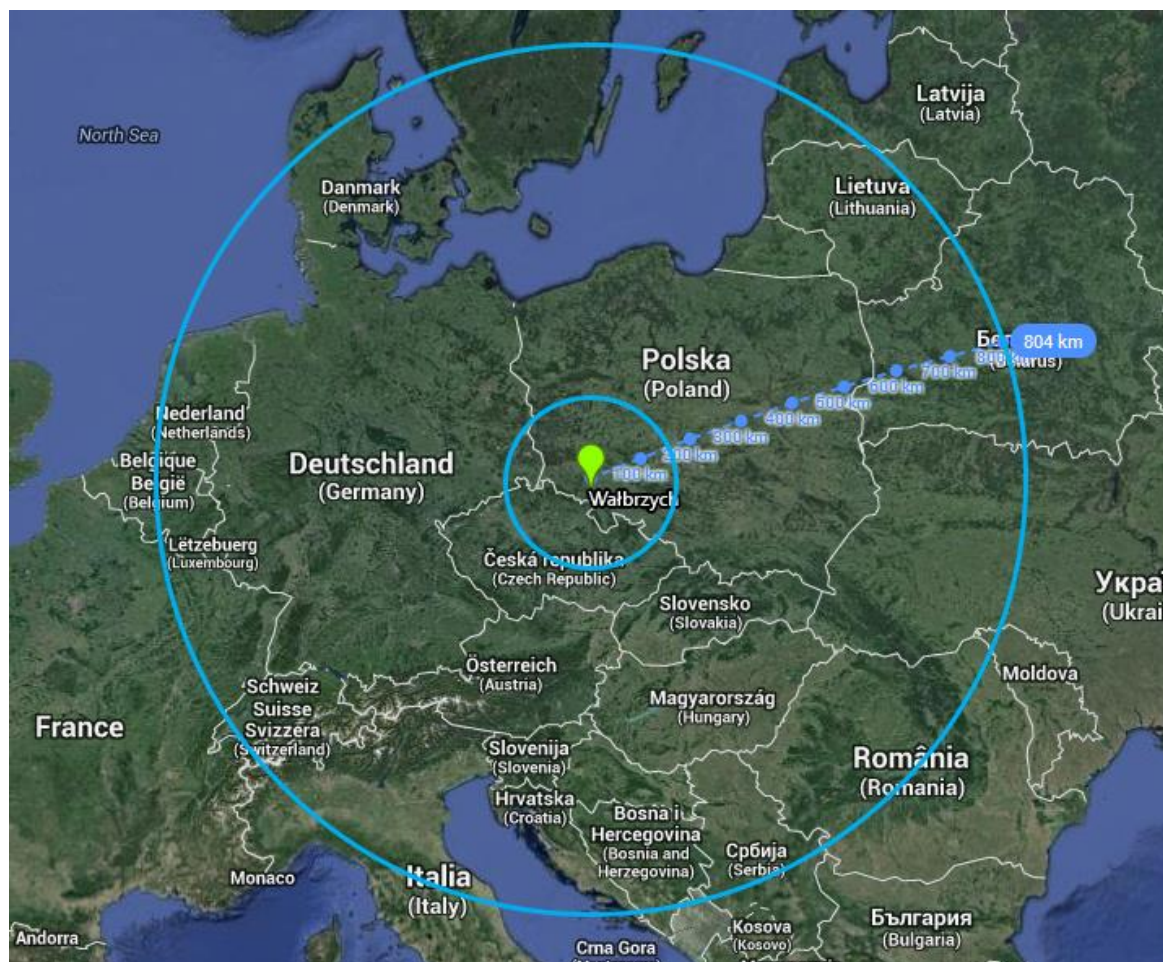 Latvija
(Latvia)
North Sea
Danmark
(Denmark)
Lietuva
(Lithuania)
804 km
800 km
(Belarus)
700 km
600 km
500 km
400 km
300 km
200 km
100 km
Polska
(Poland)
Nederland
(Netherlands)
Belgique
België
(Belgium)
Deutschland
(Germany)
Wałbrzych
Lëtzebuerg
(Luxembourg)
Česká republika
(Czech Republic)
Slovensko
(Slovakia)
(Ukrai
Österreich
(Austria)
Moldova
Schweiz
Suisse
Svizzera
(Switzerland)
Magyarország
(Hungary)
France
Slovenija
(Slovenia)
România
(Romania)
Hrvatska
(Croatia)
Bosna i
Hercegovina
(Bosnia and
Herzegovina)
Србија
(Serbia)
Monaco
Italia
(Italy)
Andorra
Crna Gora
Kosova
(Kosovo)
България
(Bulgaria)